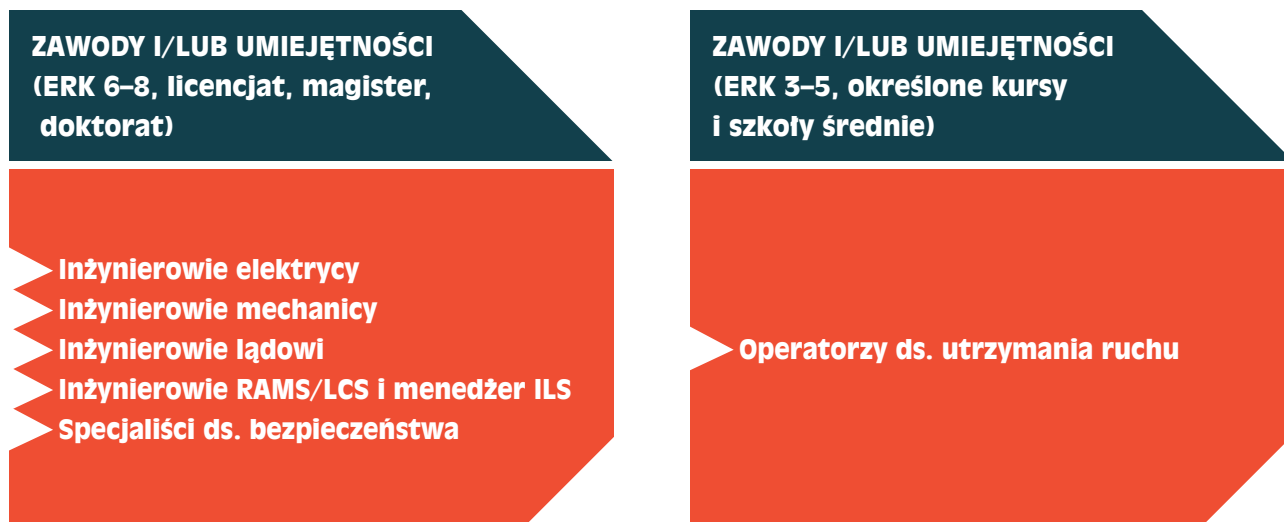 ZAWODY I/LUB UMIEJĘTNOŚCI
(ERK 6–8, licencjat, magister,
doktorat)
Inżynierowie elektrycy
Inżynierowie mechanicy
Inżynierowie lądowi
Inżynierowie RAMS/LCS i menedżer ILS
Specjaliści ds. bezpieczeństwa
ZAWODY I/LUB UMIEJĘTNOŚCI
(ERK 3–5, określone kursy
i szkoły średnie)
Operatorzy ds. utrzymania ruchu